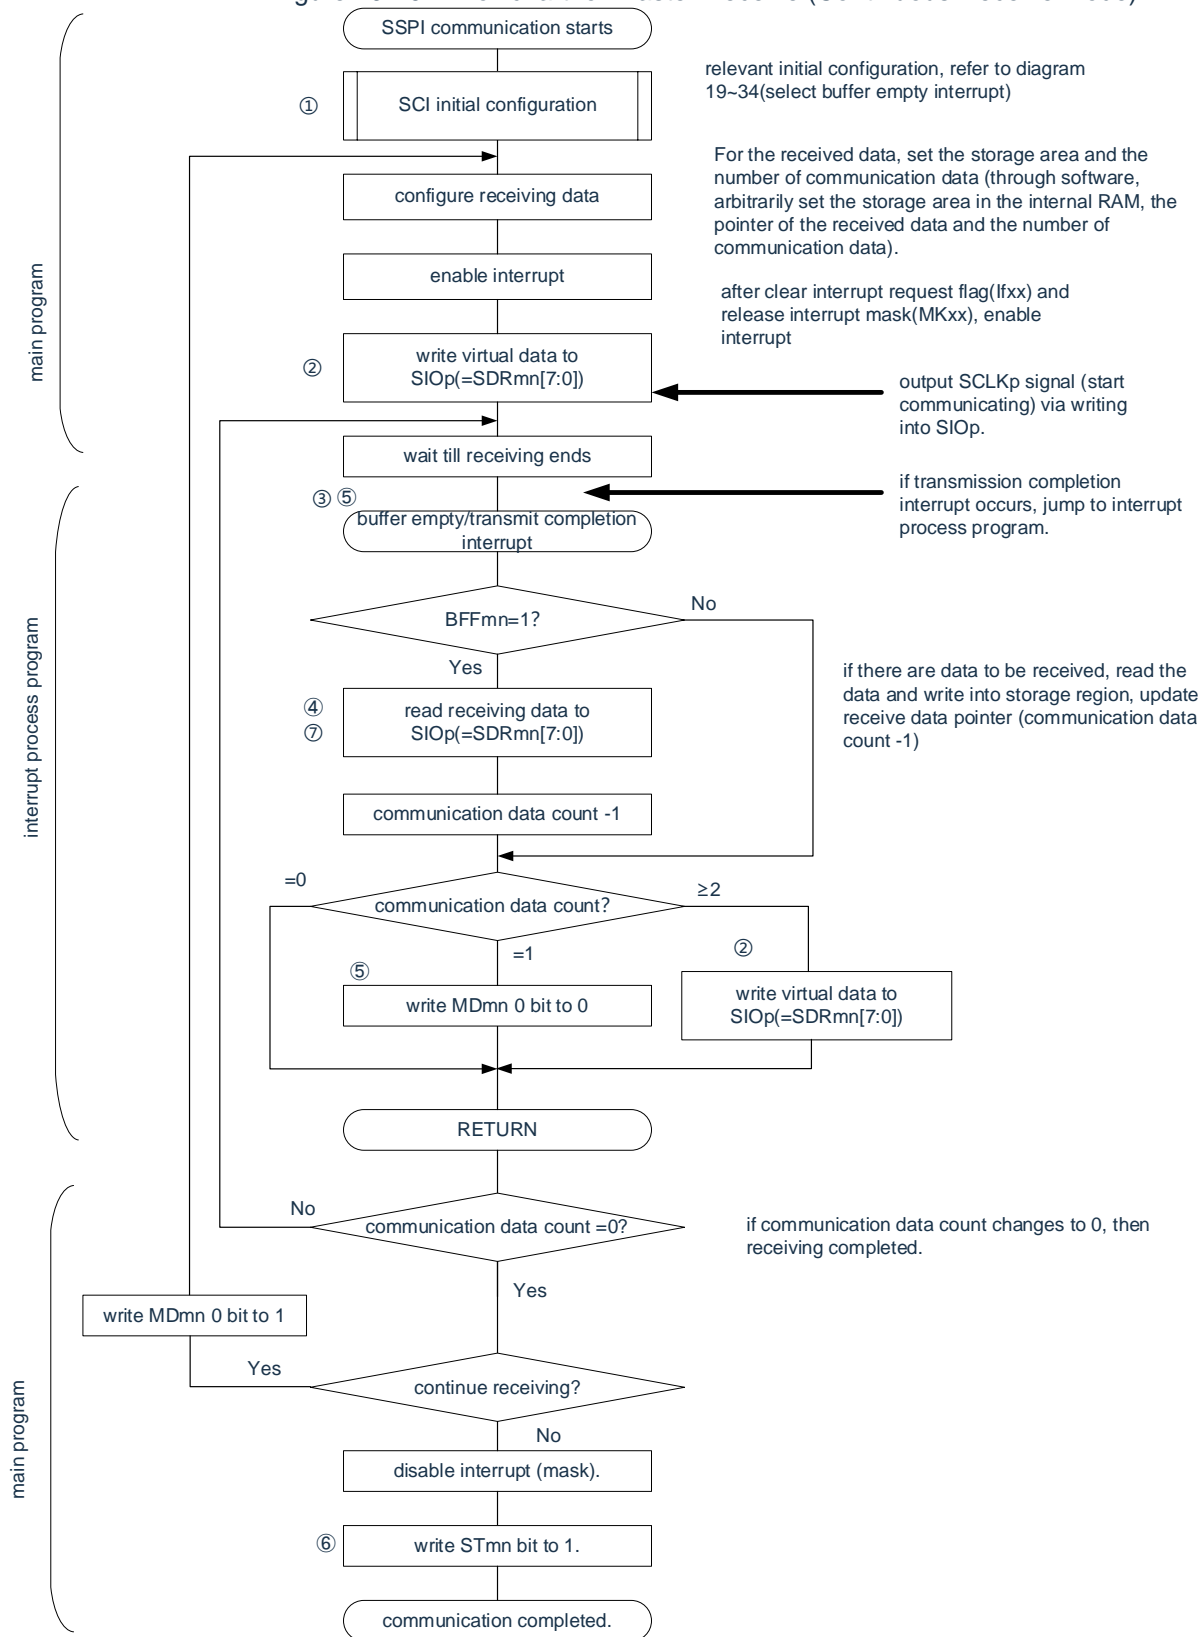 SSPI communication starts
relevant initial configuration, refer to diagram
19~34(select buffer empty interrupt)
①
SCI initial configuration
For the received data, set the storage area and the
number of communication data (through software,
arbitrarily set the storage area in the internal RAM, the
pointer of the received data and the number of
communication data).
configure receiving data
main program
enable interrupt
after clear interrupt request flag(Ifxx) and
release interrupt mask(MKxx), enable
interrupt
②
write virtual data to
SIOp(=SDRmn[7:0])
output SCLKp signal (start
communicating) via writing
into SIOp.
wait till receiving ends
if transmission completion
interrupt occurs, jump to interrupt
process program.
③ ⑤
buffer empty/transmit completion
interrupt
interrupt process program
BFFmn=1?
No
Yes
if there are data to be received, read the
data and write into storage region, update
receive data pointer (communication data
count -1)
④
⑦
read receiving data to
SIOp(=SDRmn[7:0])
communication data count -1
=0
communication data count?
≥2
=1
②
⑤
write MDmn 0 bit to 0
write virtual data to
SIOp(=SDRmn[7:0])
RETURN
No
communication data count =0?
if communication data count changes to 0, then
receiving completed.
Yes
write MDmn 0 bit to 1
main program
Yes
continue receiving?
No
disable interrupt (mask).
⑥
write STmn bit to 1.
communication completed.